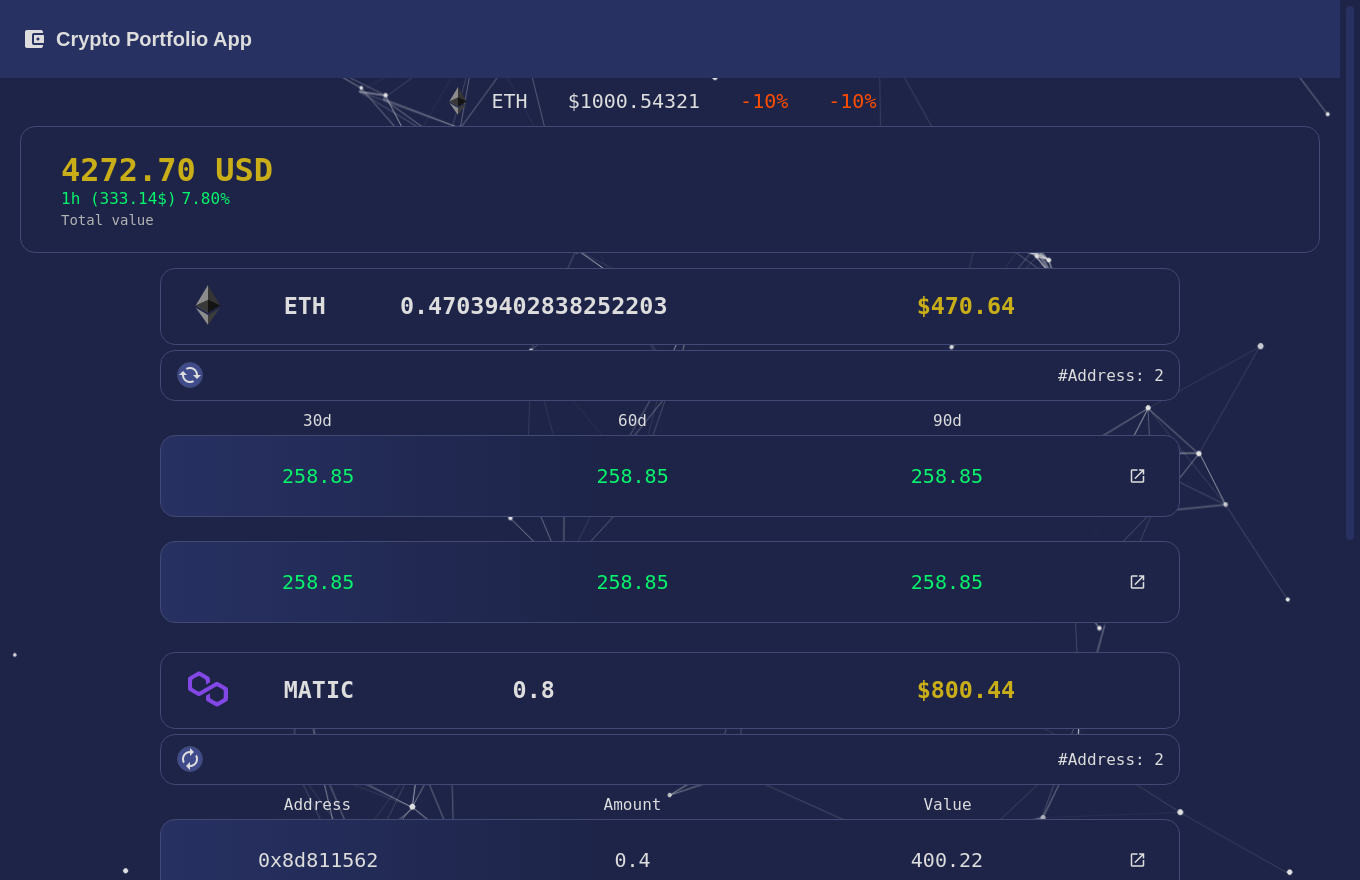 Crypto Portfolio App
ETH $1000.54321 -10% -10%
4272.70 USD
1h (333.14$) 7.80%
Total value
ETH 0.47039402838252203 $470.64
#Address: 2
30d 60d 90d
258.85 258.85 258.85
258.85 258.85 258.85
MATIC 0.8 $800.44
#Address: 2
Address Amount Value
0x8d811562 0.4 400.22